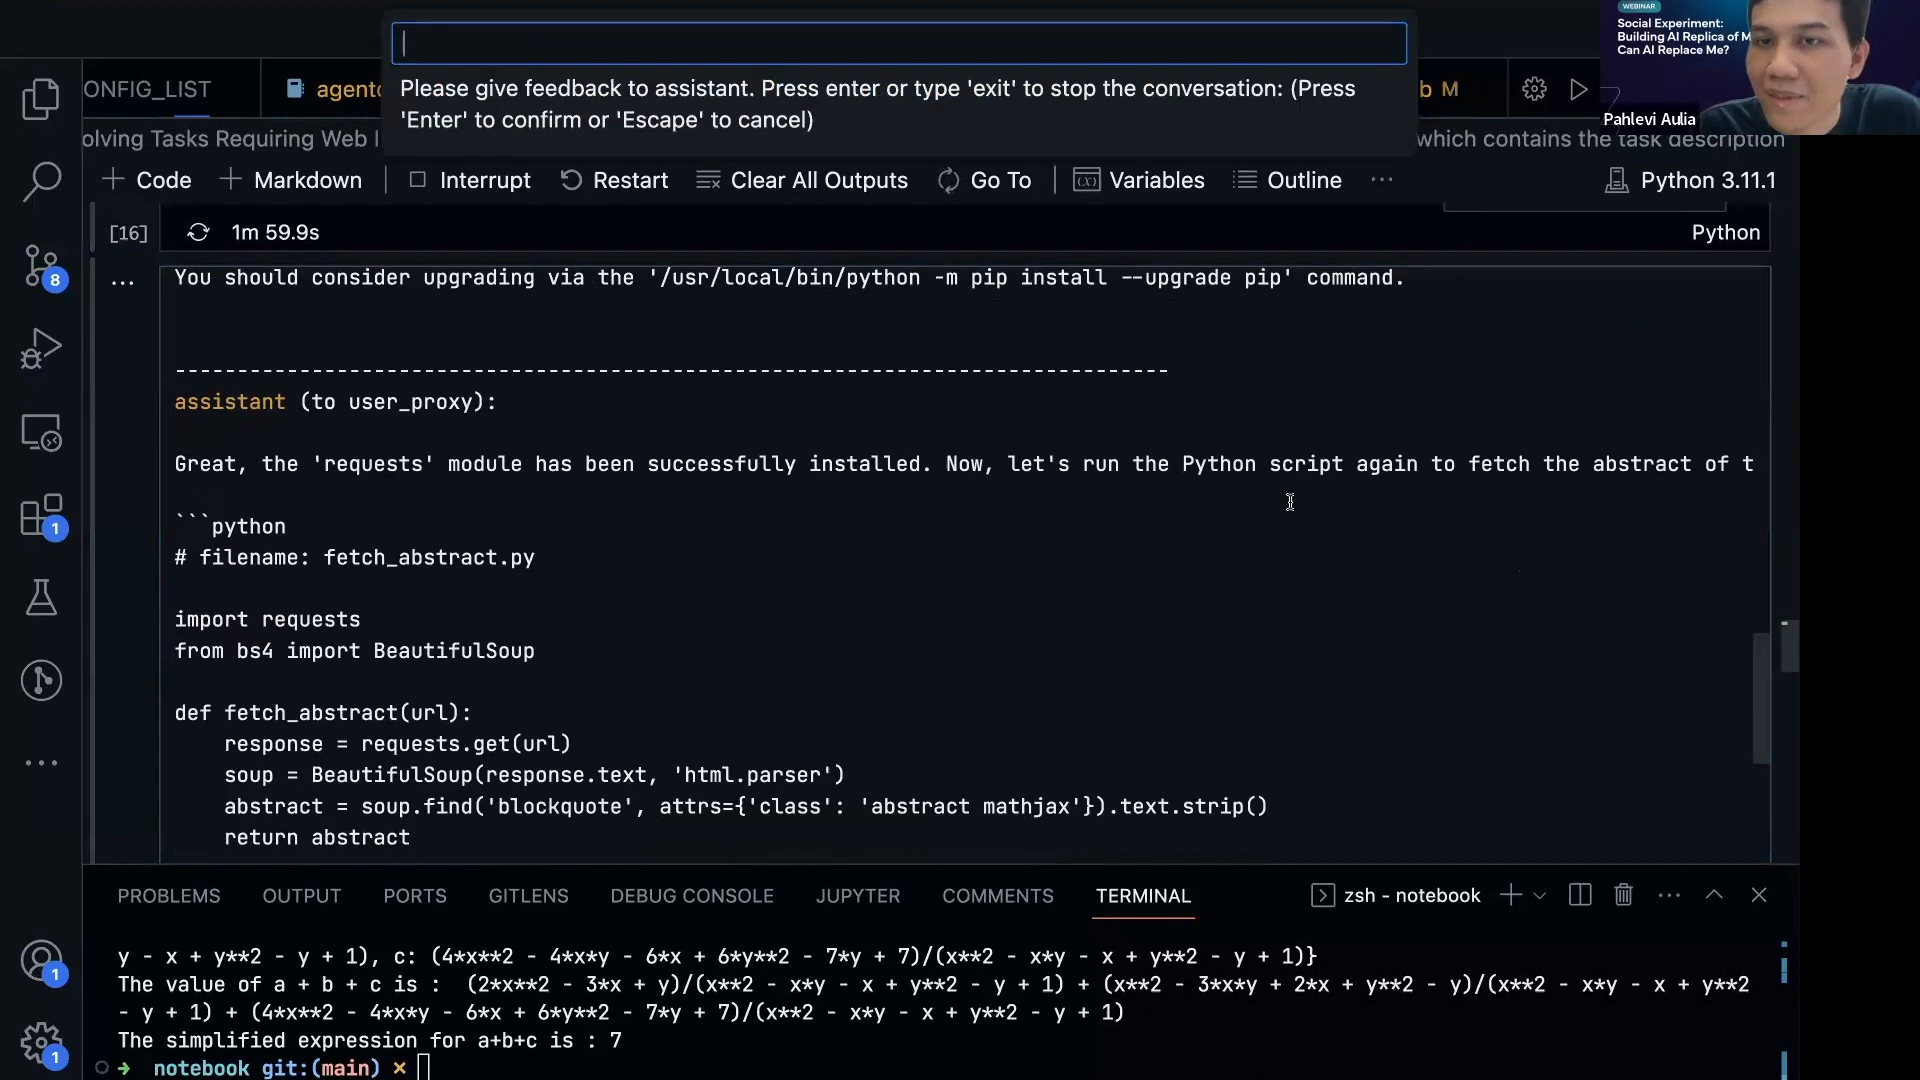 WEBINAR
Social Experiment:
Building AI Replica of M
Can AI Replace Me?
Pahlevi Aulia
Please give feedback to assistant. Press enter or type 'exit' to stop the conversation: (Press
'Enter' to confirm or 'Escape' to cancel)
ONFIG_LIST
agentc
b M
olving Tasks Requiring Web I
which contains the task description
Code
Markdown
Interrupt
Restart
Clear All Outputs
Go To
Variables
Outline
...
Python 3.11.1
[16]
1m 59.9s
Python
...
You should consider upgrading via the '/usr/local/bin/python -m pip install --upgrade pip' command.
--------------------------------------------------------------------------------
assistant (to user_proxy):
Great, the 'requests' module has been successfully installed. Now, let's run the Python script again to fetch the abstract of t
```python
# filename: fetch_abstract.py
import requests
from bs4 import BeautifulSoup
def fetch_abstract(url):
    response = requests.get(url)
    soup = BeautifulSoup(response.text, 'html.parser')
    abstract = soup.find('blockquote', attrs={'class': 'abstract mathjax'}).text.strip()
    return abstract
8
1
1
1
PROBLEMS
OUTPUT
PORTS
GITLENS
DEBUG CONSOLE
JUPYTER
COMMENTS
TERMINAL
zsh - notebook
y - x + y**2 - y + 1), c: (4*x**2 - 4*x*y - 6*x + 6*y**2 - 7*y + 7)/(x**2 - x*y - x + y**2 - y + 1)}
The value of a + b + c is :  (2*x**2 - 3*x + y)/(x**2 - x*y - x + y**2 - y + 1) + (x**2 - 3*x*y + 2*x + y**2 - y)/(x**2 - x*y - x + y**2
- y + 1) + (4*x**2 - 4*x*y - 6*x + 6*y**2 - 7*y + 7)/(x**2 - x*y - x + y**2 - y + 1)
The simplified expression for a+b+c is : 7
➜ notebook git:(main) ✗